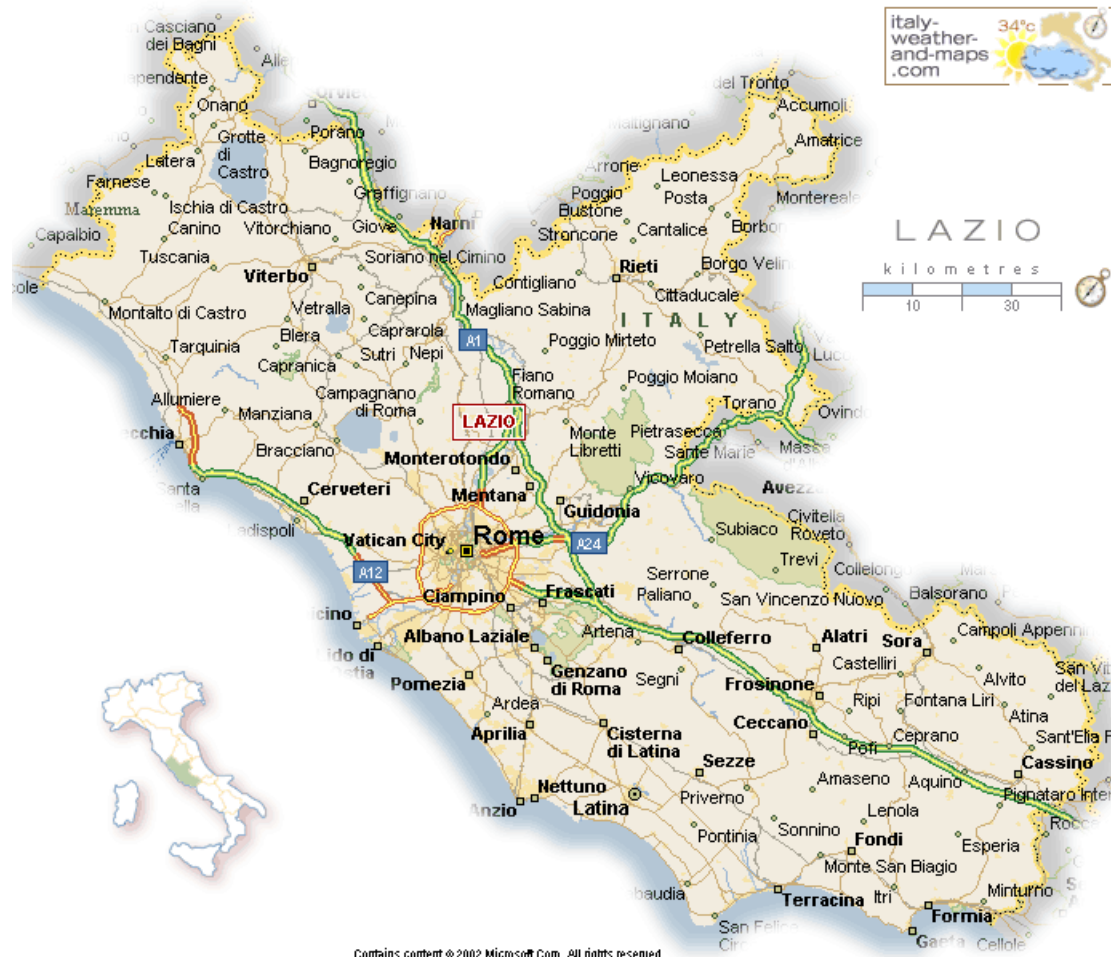 italy-
weather-
and-maps
.com
34°c
LAZIO
kilometres
10
30
Casciano
dei Bagni
Onano
Grotte
di
Castro
Porano
Latera
Bagnoregio
Farnese
Graffignano
Maremma
Ischia di Castro
Canino
Vitorchiano
Giove
Narni
Capalbio
Tuscania
Viterbo
Soriano nel Cimino
Canepina
Magliano Sabina
Montalto di Castro
Vetralla
Blera
Caprarola
A1
Tarquinia
Sutri
Nepi
Capranica
Fiano
Romano
Allumiere
Manziana
Campagnano
di Roma
LAZIO
Bracciano
Monterotondo
Cerveteri
Mentana
Guidonia
Santa
Ladispoli
Vatican City
Rome
A24
A12
Ciampino
Frascati
Lido di
Albano Laziale
Artena
Colleferro
Pomezia
Genzano
di Roma
Segni
Ardea
Aprilia
Cisterna
di Latina
Sezze
Nettuno
Anzio
Latina
Priverno
Pontinia
Sonnino
del Tronto
Accumoli
Amatrice
Arrone
Leonessa
Poggio
Bustone
Posta
Montereale
Stroncone
Cantalice
Contigliano
Rieti
Cittaducale
ITALY
Poggio Mirteto
Petrella Salto
Poggio Moiano
Torano
Monte
Libretti
Pietrasecca
Sante Marie
Vicovaro
Subiaco
Civitella
Roveto
Trevi
Serrone
Paliano
San Vincenzo Nuovo
Balsorano
Alatri
Sora
Castelliri
Alvito
Frosinone
Ripi
Fontana Liri
Atina
Ceccano
Pofi
Ceprano
Cassino
Amaseno
Aquino
Lenola
Esperia
Fondi
Monte San Biagio
Itri
Minturno
Terracina
Formia
Gaeta
Cellole
Contains content © 2002 Microsoft Corp. All rights reserved